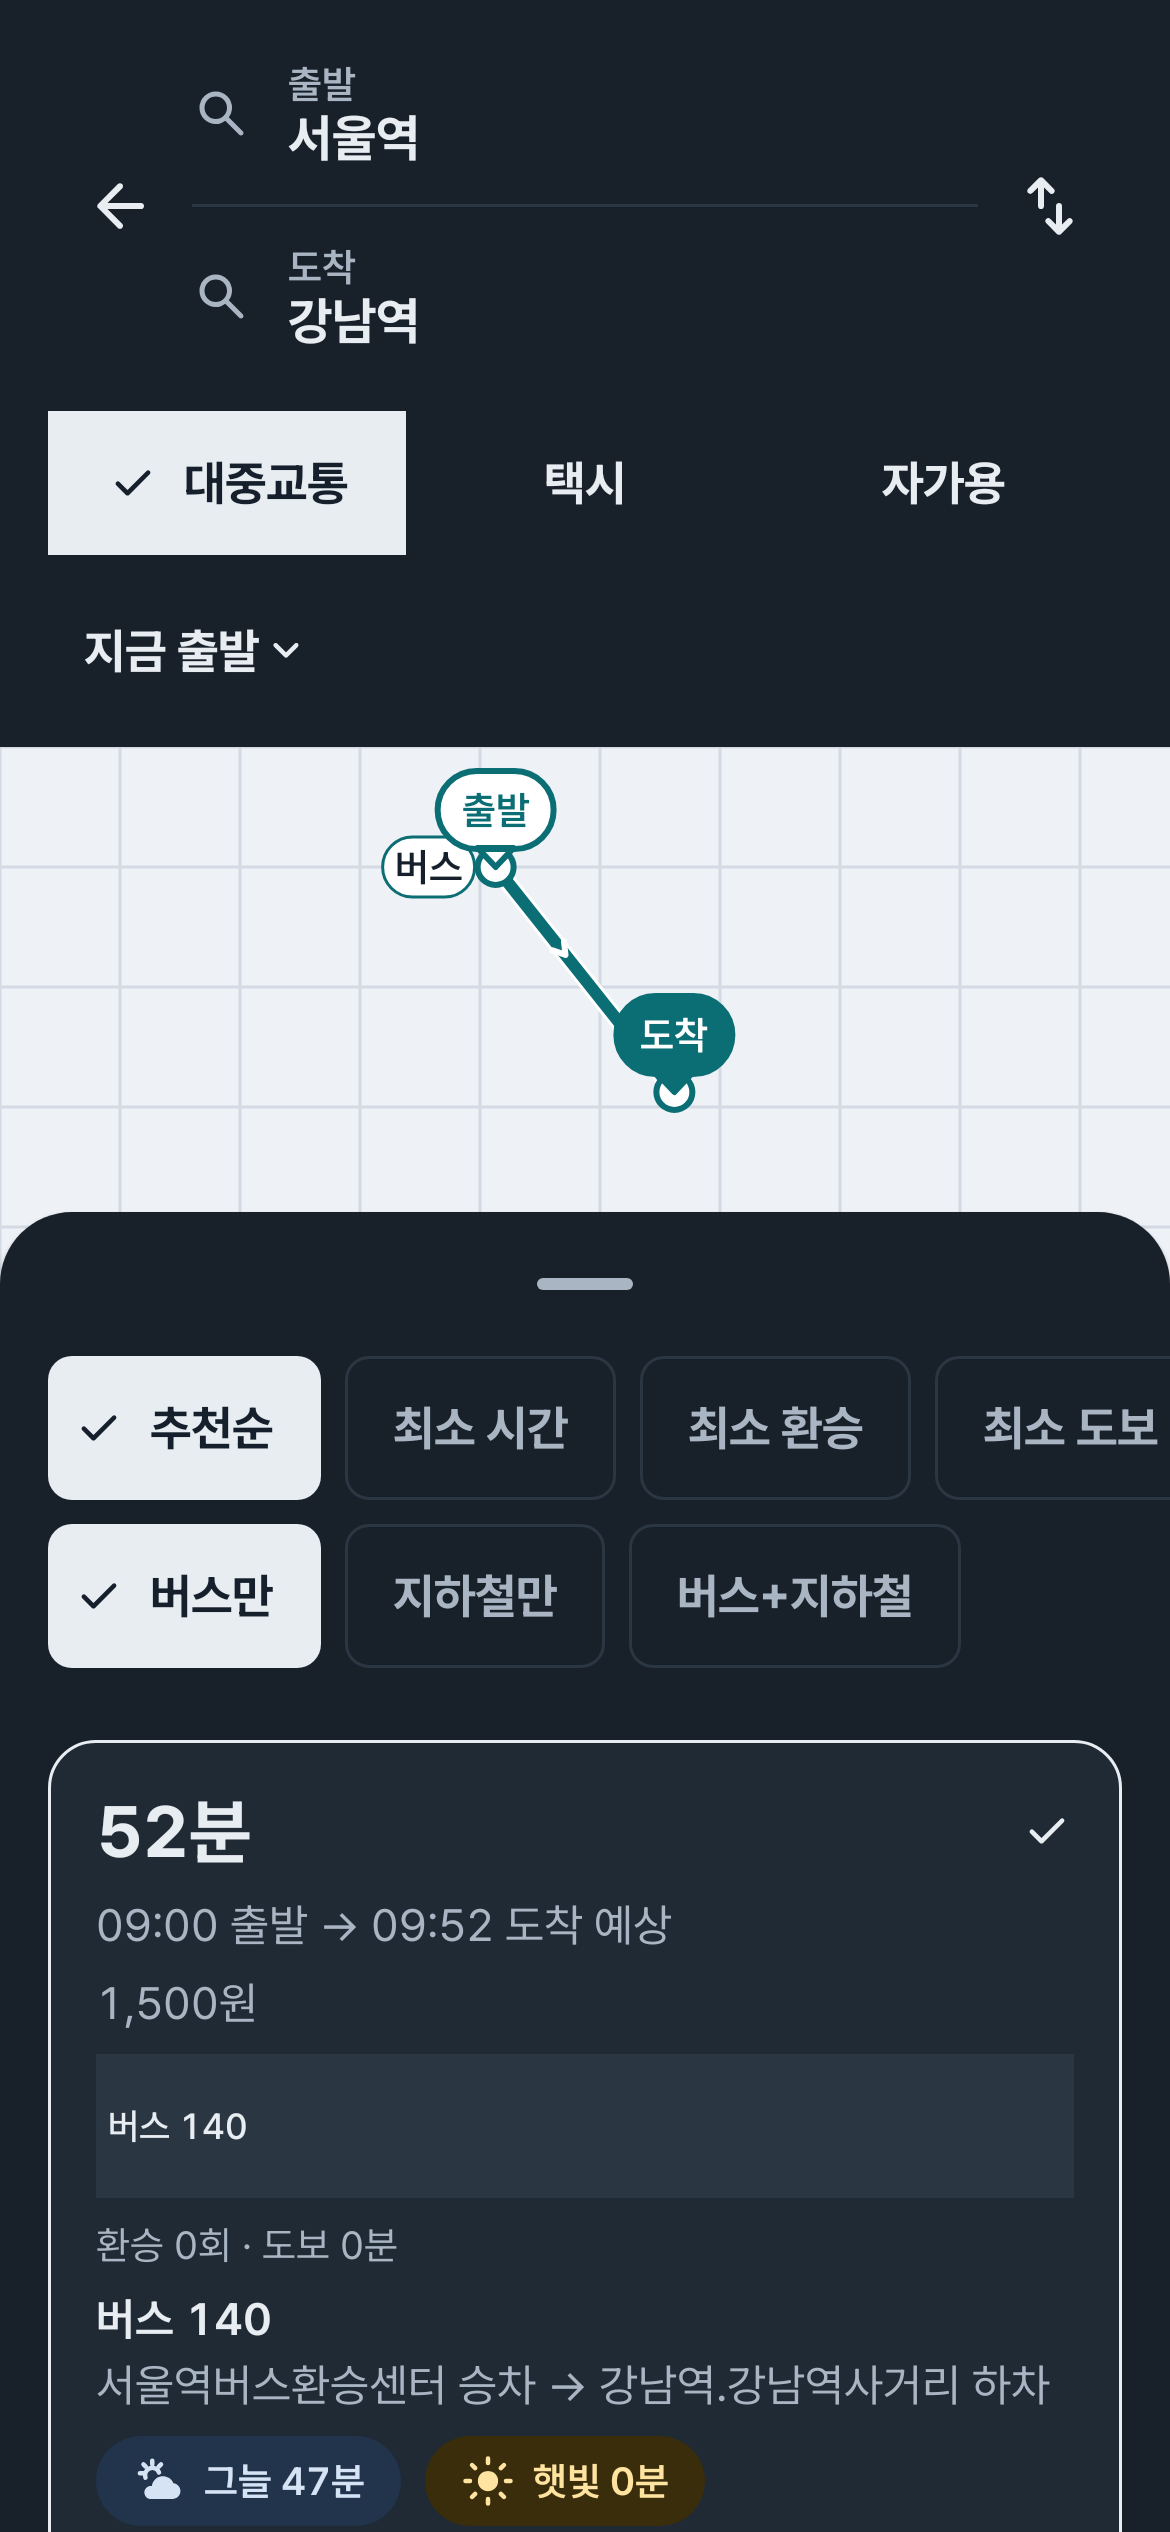 출발
서울역
도착
강남역
대중교통
택시
자가용
지금 출발
출발
버스
도착
추천순
최소 시간
최소 환승
최소 도보
버스만
지하철만
버스+지하철
52분
09:00 출발 → 09:52 도착 예상
1,500원
버스 140
환승 0회 · 도보 0분
버스 140
서울역버스환승센터 승차 → 강남역.강남역사거리 하차
그늘 47분
햇빛 0분